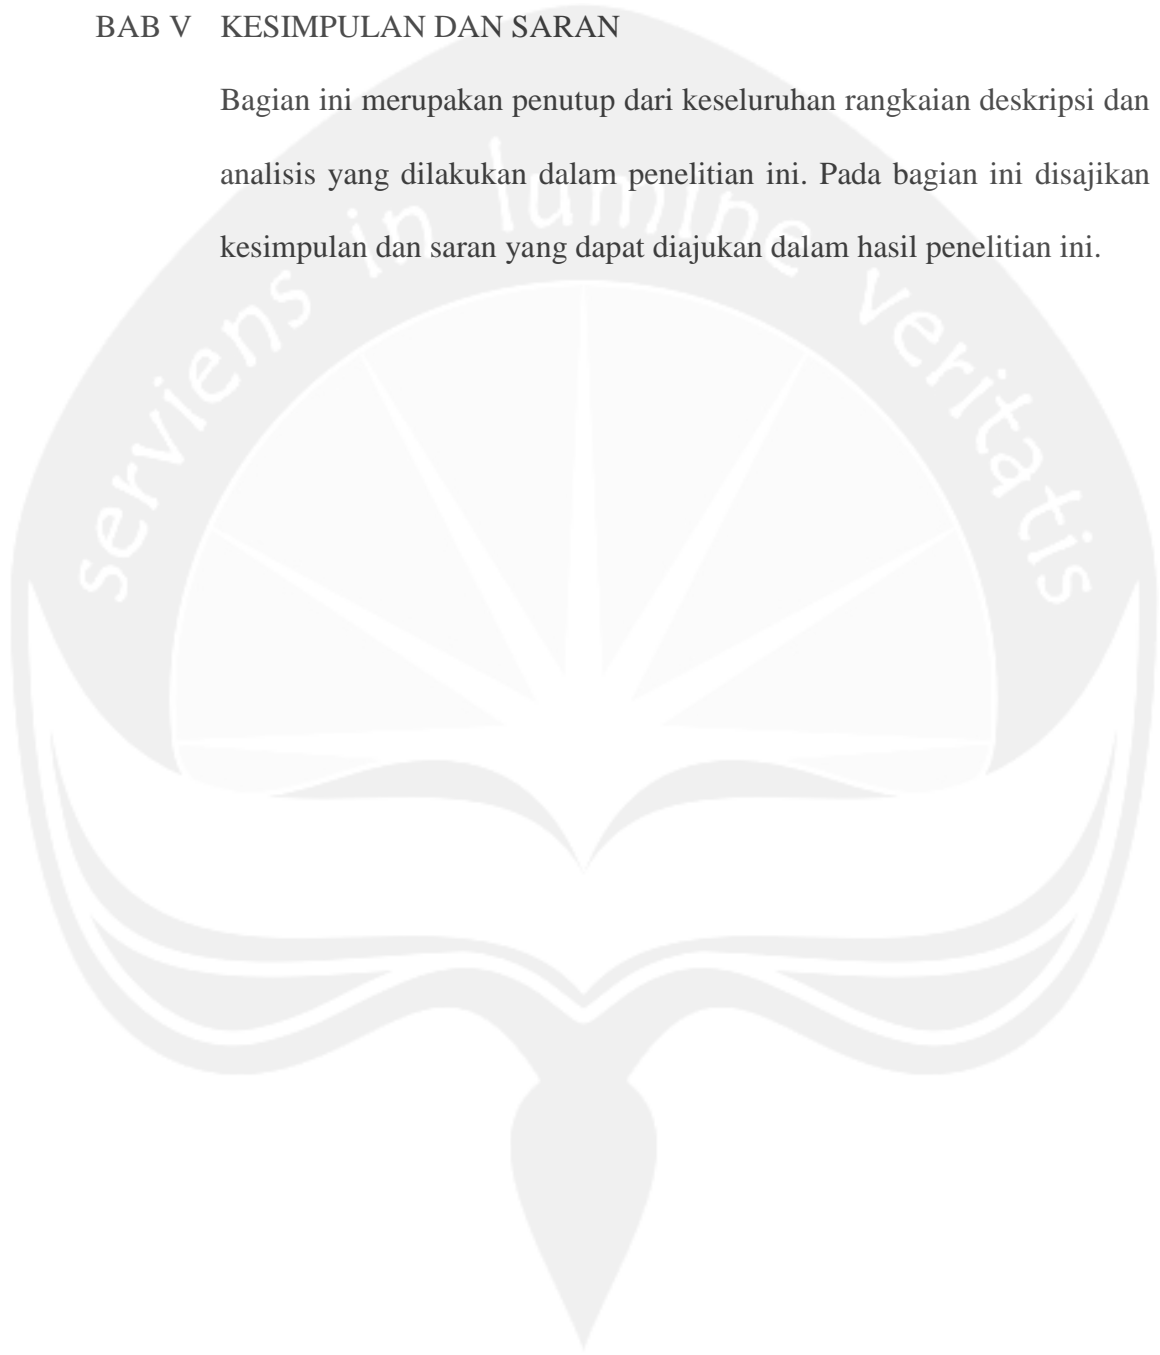 BAB V KESIMPULAN DAN SARAN
Bagian ini merupakan penutup dari keseluruhan rangkaian deskripsi dan
analisis yang dilakukan dalam penelitian ini. Pada bagian ini disajikan
kesimpulan dan saran yang dapat diajukan dalam hasil penelitian ini.
serviens in lumine veritatis